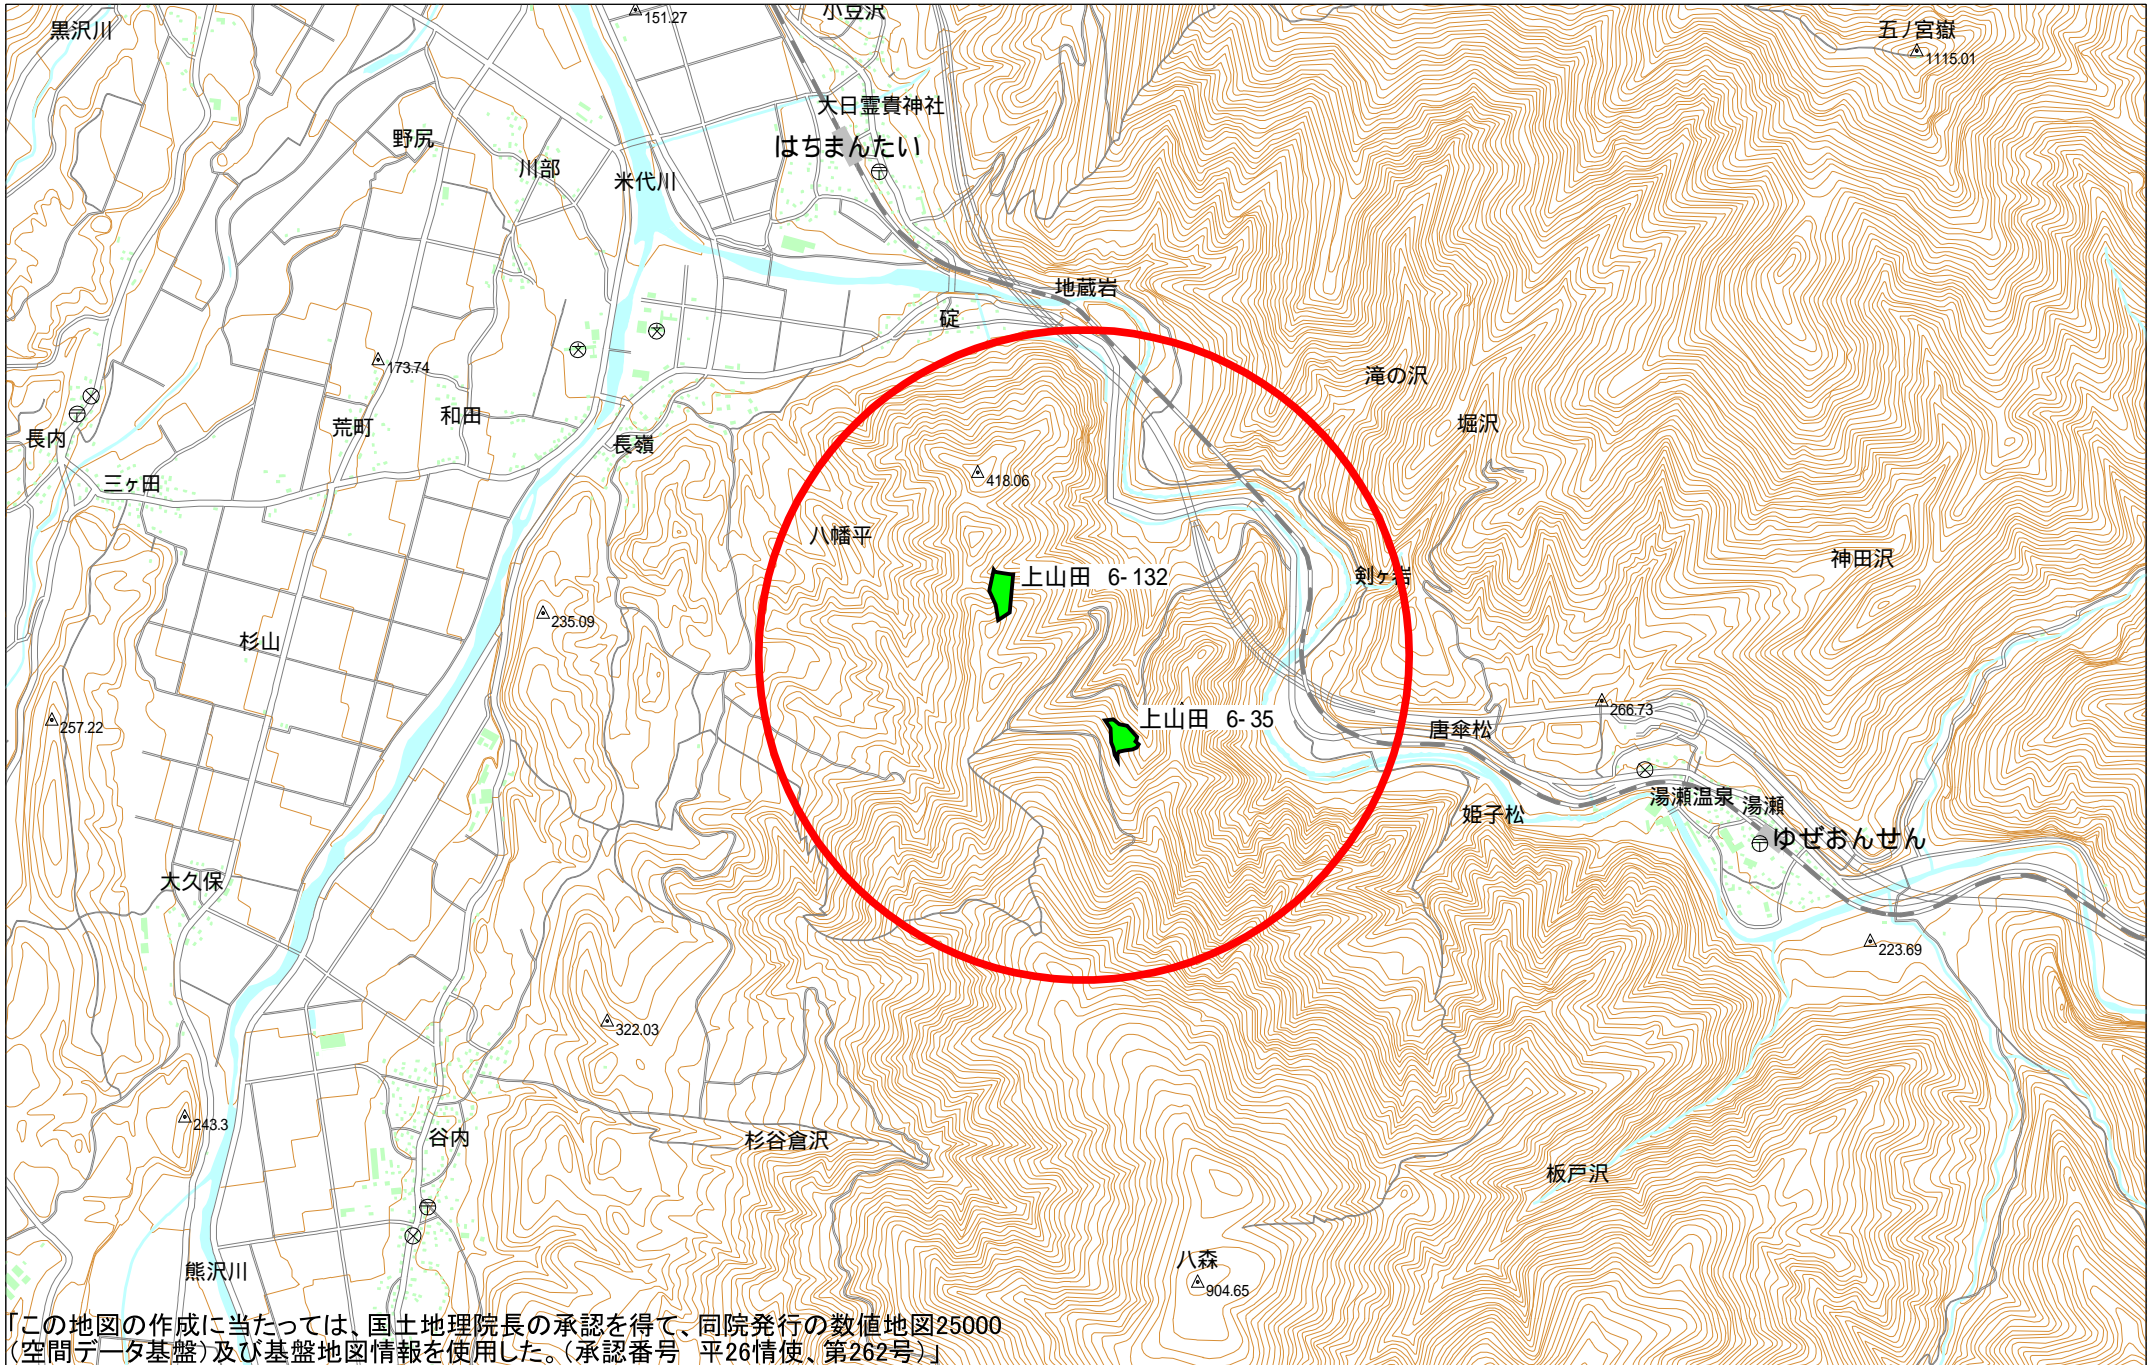 黒沢川
151.27
小豆沢
五ノ宮嶽
1115.01
大日霊貴神社
はちまんたい
野尻
川部
米代川
地蔵岩
碇
173.74
滝の沢
荒町
和田
堀沢
長内
長嶺
三ヶ田
418.06
八幡平
神田沢
上山田 6-132
剣ヶ岩
235.09
杉山
257.22
上山田 6-35
266.73
唐傘松
湯瀬温泉
湯瀬
姫子松
ゆぜおんせん
大久保
223.69
322.03
243.3
谷内
杉谷倉沢
板戸沢
八森
904.65
熊沢川
「この地図の作成に当たっては、国土地理院長の承認を得て、同院発行の数値地図25000
(空間データ基盤)及び基盤地図情報を使用した。(承認番号 平26情使、第262号)」